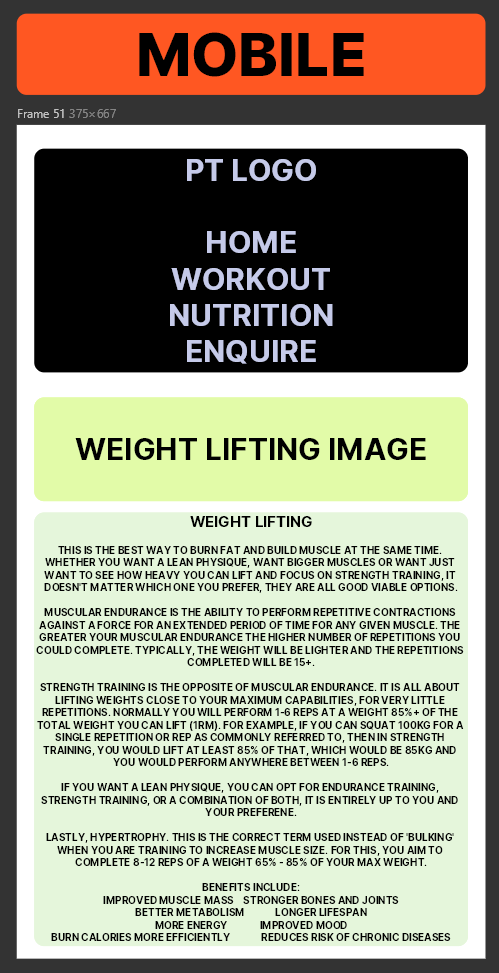 MOBILE
Frame 51 375×667
PT LOGO
HOME
WORKOUT
NUTRITION
ENQUIRE
WEIGHT LIFTING IMAGE
WEIGHT LIFTING
THIS IS THE BEST WAY TO BURN FAT AND BUILD MUSCLE AT THE SAME TIME.
WHETHER YOU WANT A LEAN PHYSIQUE, WANT BIGGER MUSCLES OR WANT JUST
WANT TO SEE HOW HEAVY YOU CAN LIFT AND FOCUS ON STRENGTH TRAINING, IT
DOESN'T MATTER WHICH ONE YOU PREFER, THEY ARE ALL GOOD VIABLE OPTIONS.
MUSCULAR ENDURANCE IS THE ABILITY TO PERFORM REPETITIVE CONTRACTIONS
AGAINST A FORCE FOR AN EXTENDED PERIOD OF TIME FOR ANY GIVEN MUSCLE. THE
GREATER YOUR MUSCULAR ENDURANCE THE HIGHER NUMBER OF REPETITIONS YOU
COULD COMPLETE. TYPICALLY, THE WEIGHT WILL BE LIGHTER AND THE REPETITIONS
COMPLETED WILL BE 15+.
STRENGTH TRAINING IS THE OPPOSITE OF MUSCULAR ENDURANCE. IT IS ALL ABOUT
LIFTING WEIGHTS CLOSE TO YOUR MAXIMUM CAPABILITIES, FOR VERY LITTLE
REPETITIONS. NORMALLY YOU WILL PERFORM 1-6 REPS AT A WEIGHT 85%+ OF THE
TOTAL WEIGHT YOU CAN LIFT (1RM). FOR EXAMPLE, IF YOU CAN SQUAT 100KG FOR A
SINGLE REPETITION OR REP AS COMMONLY REFERRED TO, THEN IN STRENGTH
TRAINING, YOU WOULD LIFT AT LEAST 85% OF THAT, WHICH WOULD BE 85KG AND
YOU WOULD PERFORM ANYWHERE BETWEEN 1-6 REPS.
IF YOU WANT A LEAN PHYSIQUE, YOU CAN OPT FOR ENDURANCE TRAINING,
STRENGTH TRAINING, OR A COMBINATION OF BOTH, IT IS ENTIRELY UP TO YOU AND
YOUR PREFERENE.
LASTLY, HYPERTROPHY. THIS IS THE CORRECT TERM USED INSTEAD OF 'BULKING'
WHEN YOU ARE TRAINING TO INCREASE MUSCLE SIZE. FOR THIS, YOU AIM TO
COMPLETE 8-12 REPS OF A WEIGHT 65% - 85% OF YOUR MAX WEIGHT.
BENEFITS INCLUDE:
IMPROVED MUSCLE MASS STRONGER BONES AND JOINTS
BETTER METABOLISM LONGER LIFESPAN
MORE ENERGY IMPROVED MOOD
BURN CALORIES MORE EFFICIENTLY REDUCES RISK OF CHRONIC DISEASES